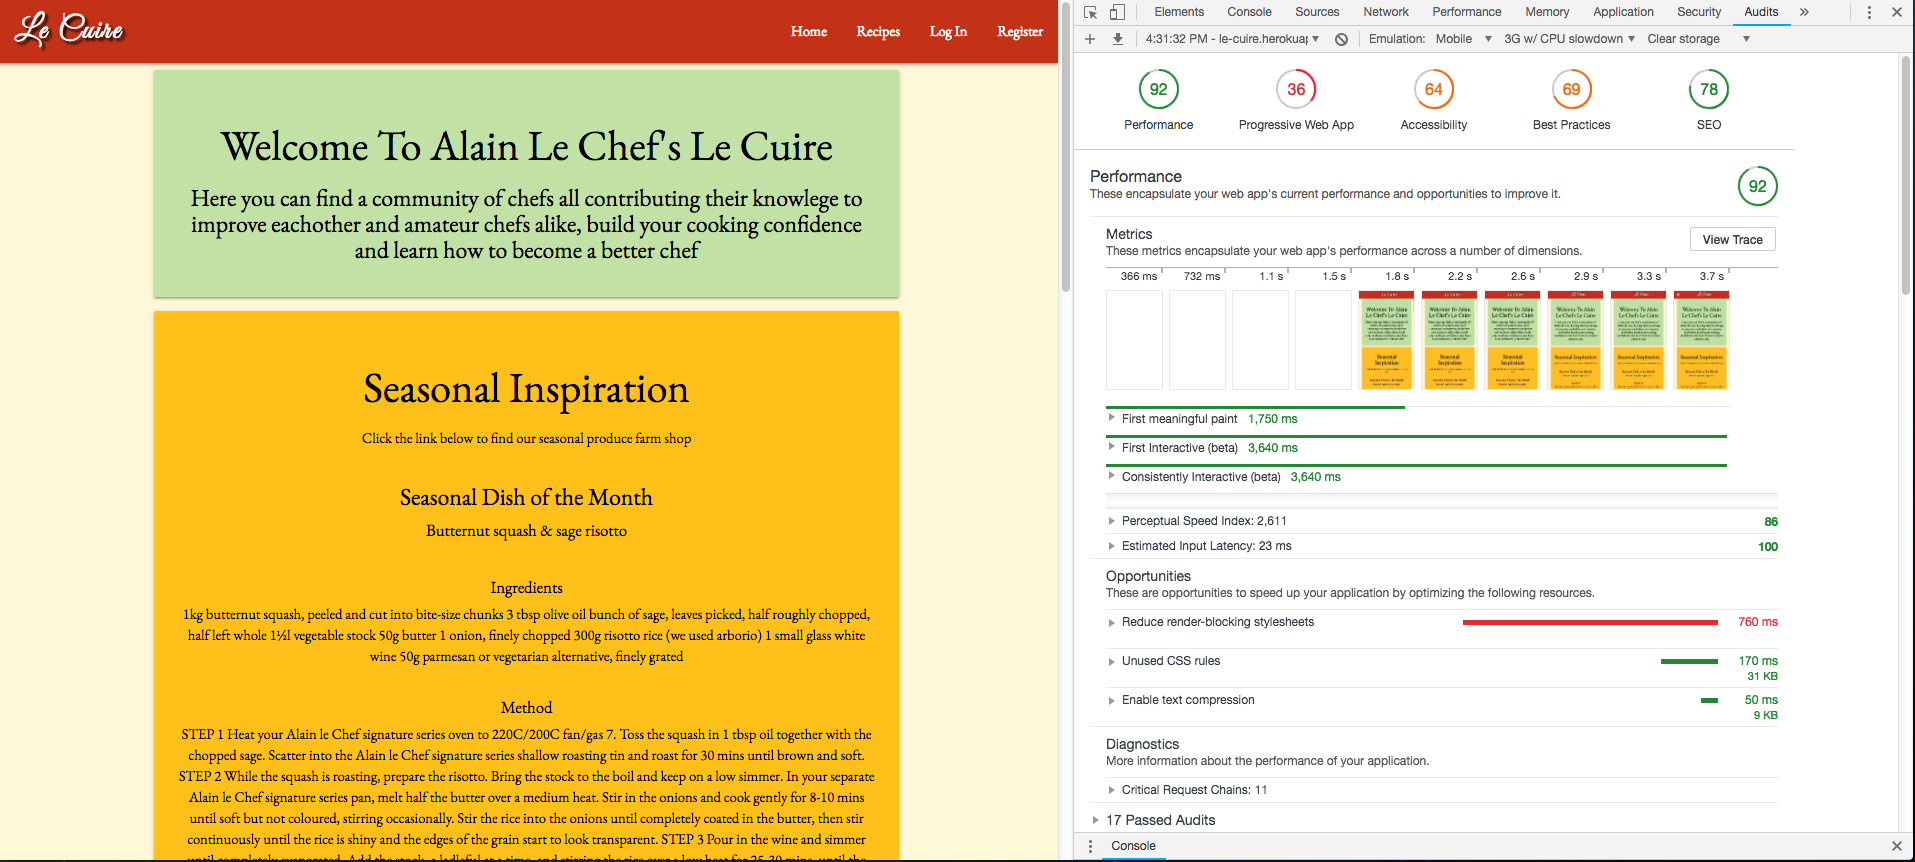 Le Cuire
Home Recipes Log In Register
Welcome To Alain Le Chef's Le Cuire
Here you can find a community of chefs all contributing their knowlege to
improve eachother and amateur chefs alike, build your cooking confidence
and learn how to become a better chef
Seasonal Inspiration
Click the link below to find our seasonal produce farm shop
Seasonal Dish of the Month
Butternut squash & sage risotto
Ingredients
1kg butternut squash, peeled and cut into bite-size chunks 3 tbsp olive oil bunch of sage, leaves picked, half roughly chopped,
half left whole 1½l vegetable stock 50g butter 1 onion, finely chopped 300g risotto rice (we used arborio) 1 small glass white
wine 50g parmesan or vegetarian alternative, finely grated
Method
STEP 1 Heat your Alain le Chef signature series oven to 220C/200C fan/gas 7. Toss the squash in 1 tbsp oil together with the
chopped sage. Scatter into the Alain le Chef signature series shallow roasting tin and roast for 30 mins until brown and soft.
STEP 2 While the squash is roasting, prepare the risotto. Bring the stock to the boil and keep on a low simmer. In your separate
Alain le Chef signature series pan, melt half the butter over a medium heat. Stir in the onions and cook gently for 8-10 mins
until soft but not coloured, stirring occasionally. Stir the rice into the onions until completely coated in the butter, then stir
continuously until the rice is shiny and the edges of the grain start to look transparent. STEP 3 Pour in the wine and simmer
until completely evaporated. Add the stock, a ladleful at a time and stirring the rice over a low heat for 25-30 mins, until the
Elements Console Sources Network Performance Memory Application Security Audits
4:31:32 PM - le-cuire.herokuap Emulation: Mobile 3G w/ CPU slowdown Clear storage
92 36 64 69 78
Performance Progressive Web App Accessibility Best Practices SEO
Performance
These encapsulate your web app's current performance and opportunities to improve it.
92
Metrics
These metrics encapsulate your web app's performance across a number of dimensions.
View Trace
366 ms 732 ms 1.1 s 1.5 s 1.8 s 2.2 s 2.6 s 2.9 s 3.3 s 3.7 s
First meaningful paint 1,750 ms
First Interactive (beta) 3,640 ms
Consistently Interactive (beta) 3,640 ms
Perceptual Speed Index: 2,611 86
Estimated Input Latency: 23 ms 100
Opportunities
These are opportunities to speed up your application by optimizing the following resources.
Reduce render-blocking stylesheets 760 ms
Unused CSS rules 170 ms
31 KB
Enable text compression 50 ms
9 KB
Diagnostics
More information about the performance of your application.
Critical Request Chains: 11
17 Passed Audits
Console